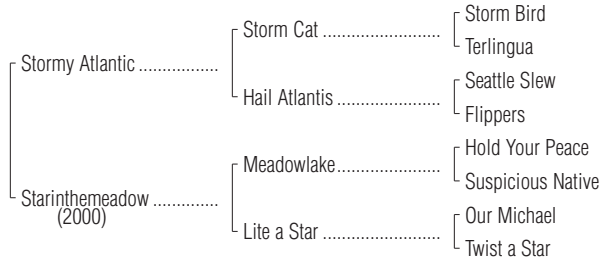 Storm Bird
Storm Cat ..........................
Terlingua
Stormy Atlantic ................
Seattle Slew
Hail Atlantis .......................
Flippers
Hold Your Peace
Meadowlake.......................
Suspicious Native
Starinthemeadow .............
(2000)
Our Michael
Lite a Star ..........................
Twist a Star